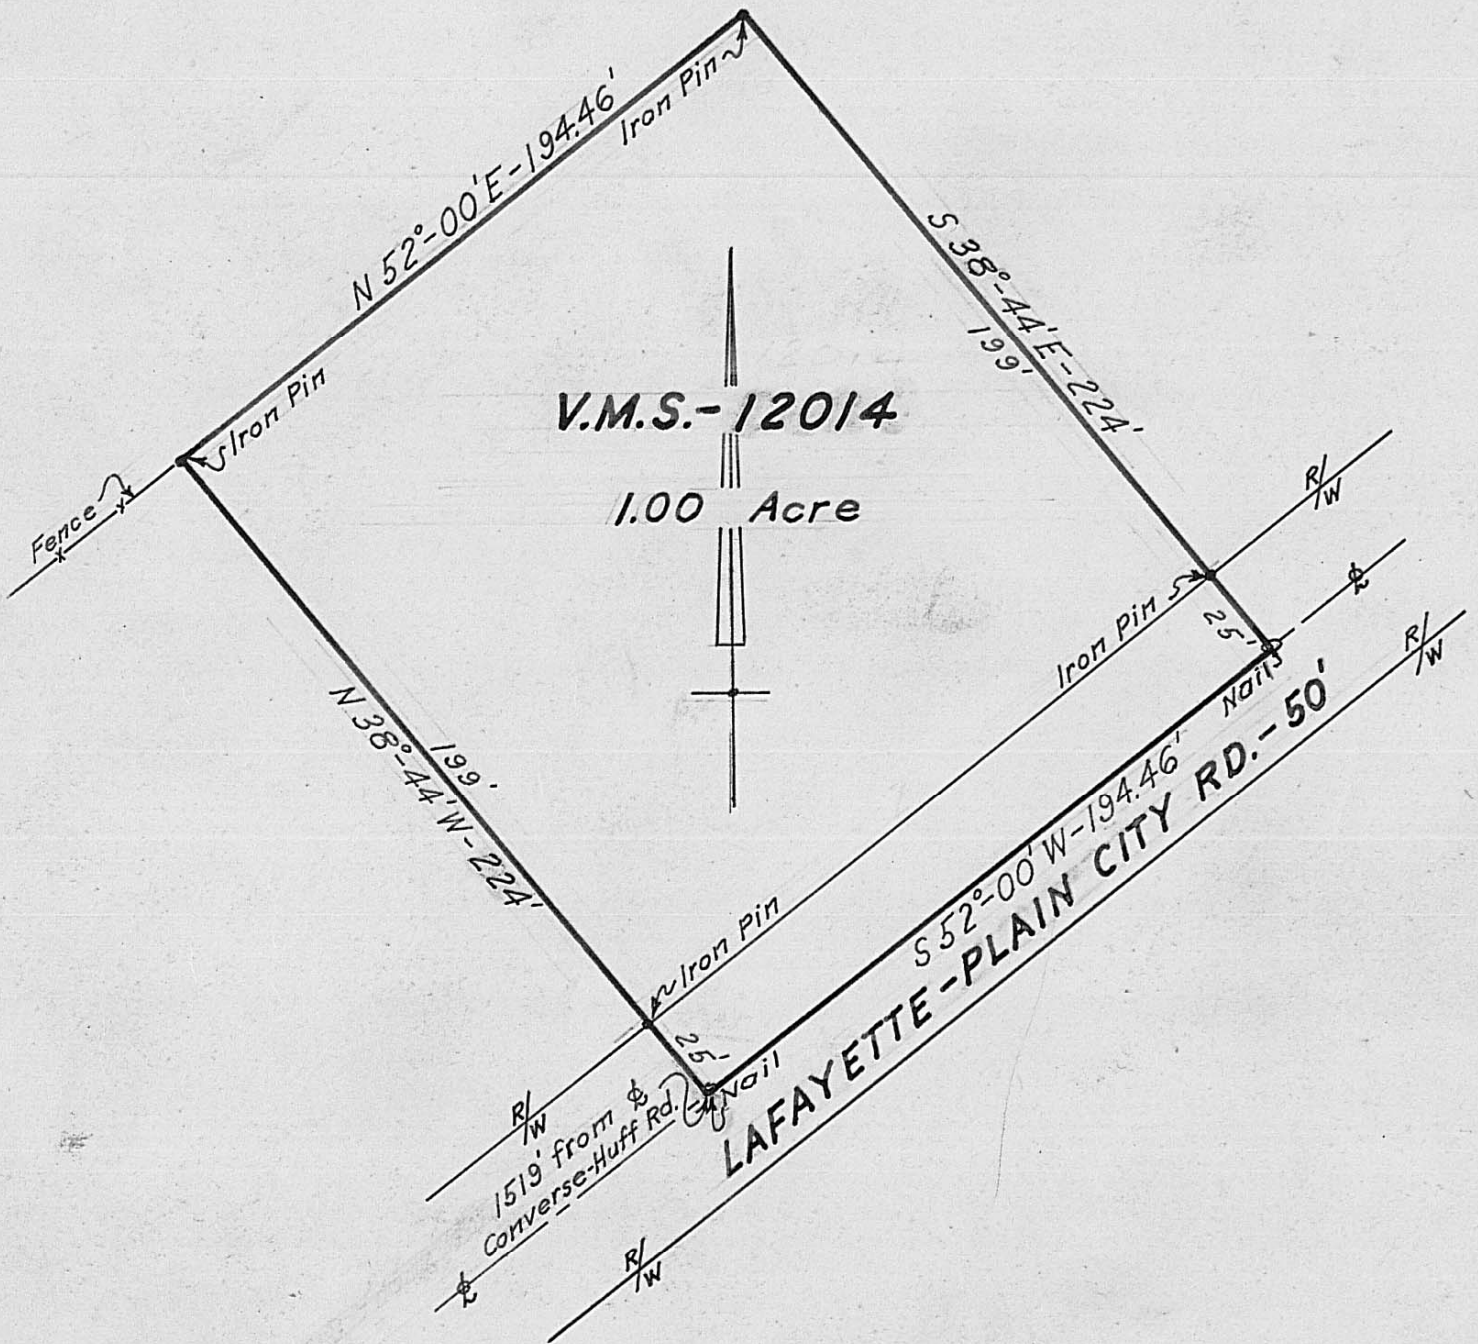 Iron Pin
N 52°-00' E-194.46'
Iron Pin
Fence
S 38°-44' E-224'
199'
V.M.S.-12014
1.00 Acre
R/W
℄
R/W
Iron Pin
25'
Nail
N 38°-44' W-224'
199'
S 52°-00' W-194.46'
LAFAYETTE-PLAIN CITY RD.-50'
Iron Pin
25'
Nail
R/W
1519' from ℄
Converse-Huff Rd.
℄
R/W